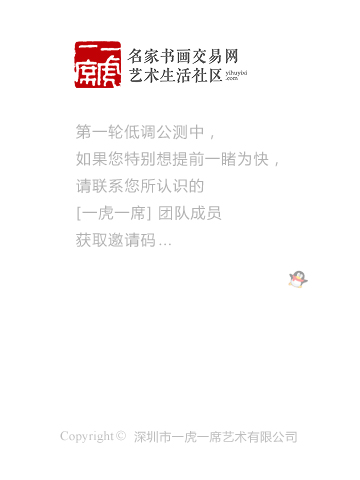 一虎一席
名家书画交易网
艺术生活社区 yihuyixi.com
第一轮低调公测中，
如果您特别想提前一睹为快，
请联系您所认识的
[一虎一席] 团队成员
获取邀请码...
Copyright © 深圳市一虎一席艺术有限公司